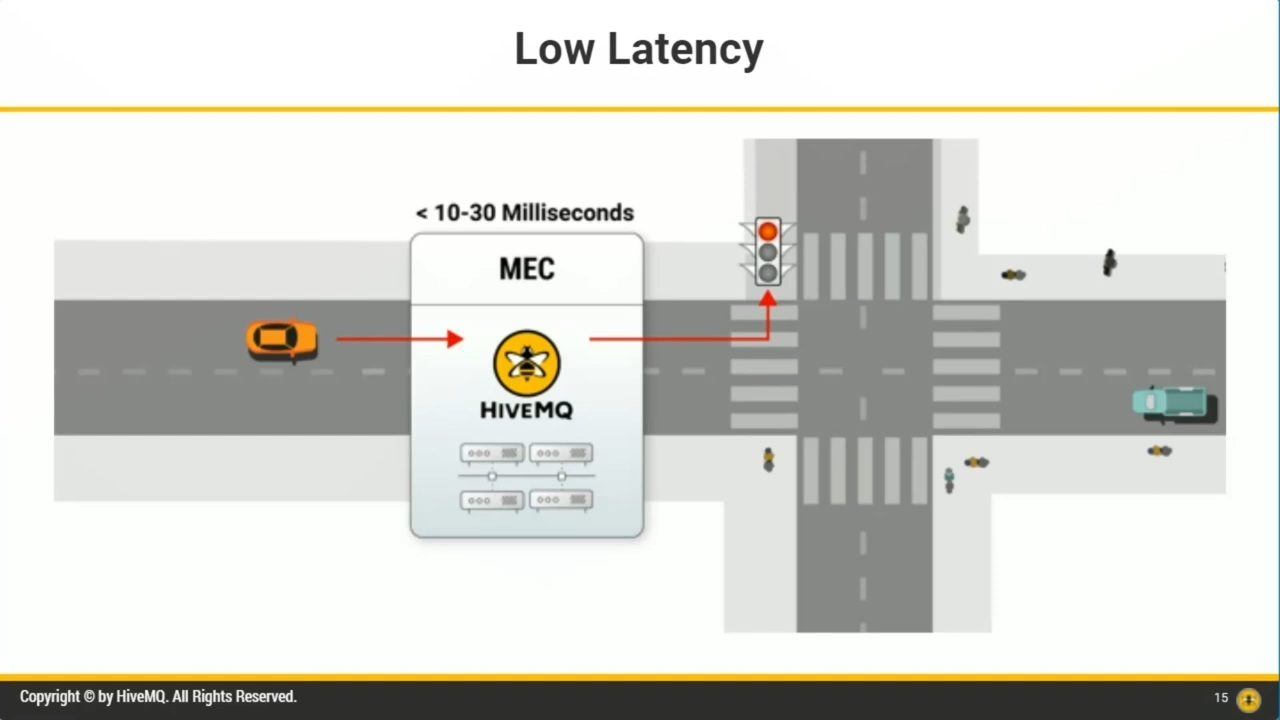 Low Latency
< 10-30 Milliseconds
MEC
HIVEMQ
Copyright © by HiveMQ. All Rights Reserved.
15